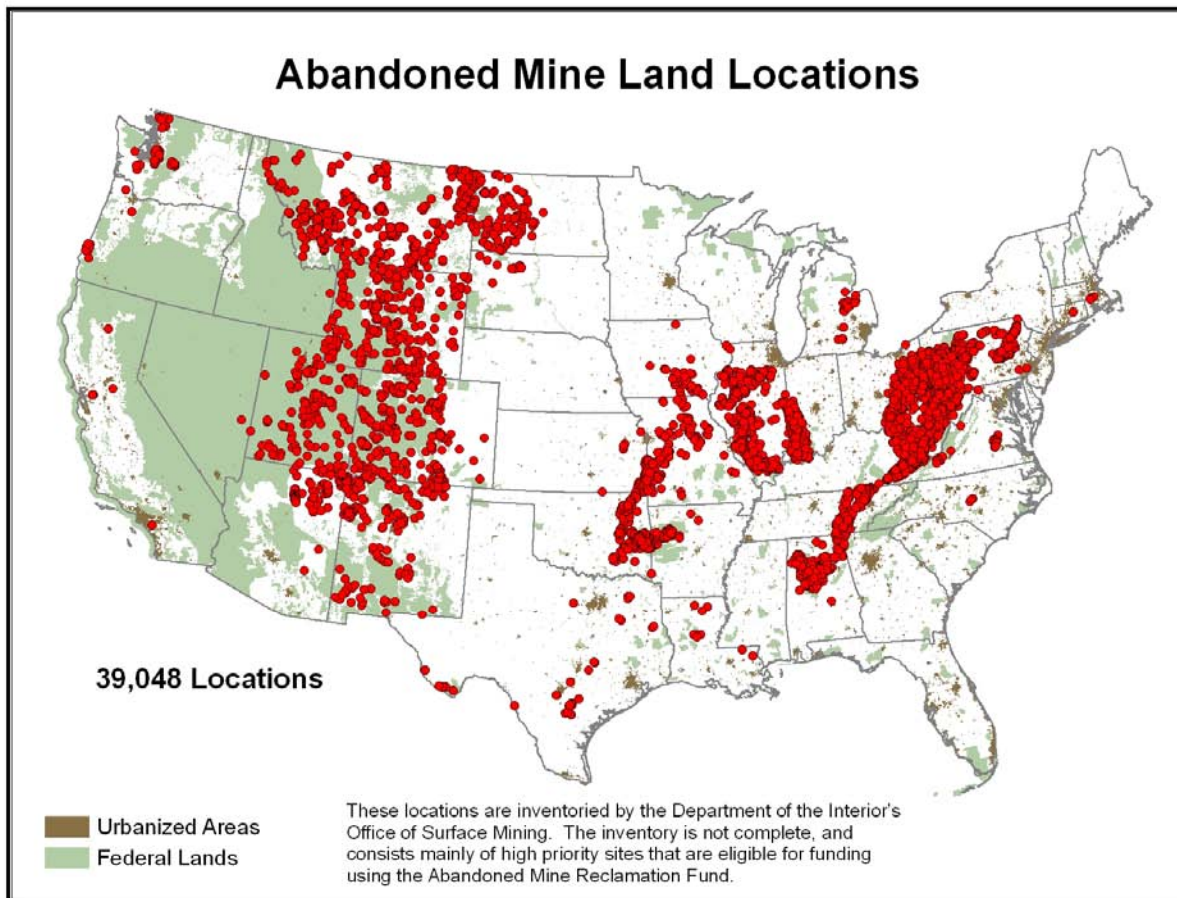 Abandoned Mine Land Locations
39,048 Locations
Urbanized Areas
Federal Lands
These locations are inventoried by the Department of the Interior's
Office of Surface Mining.  The inventory is not complete, and
consists mainly of high priority sites that are eligible for funding
using the Abandoned Mine Reclamation Fund.